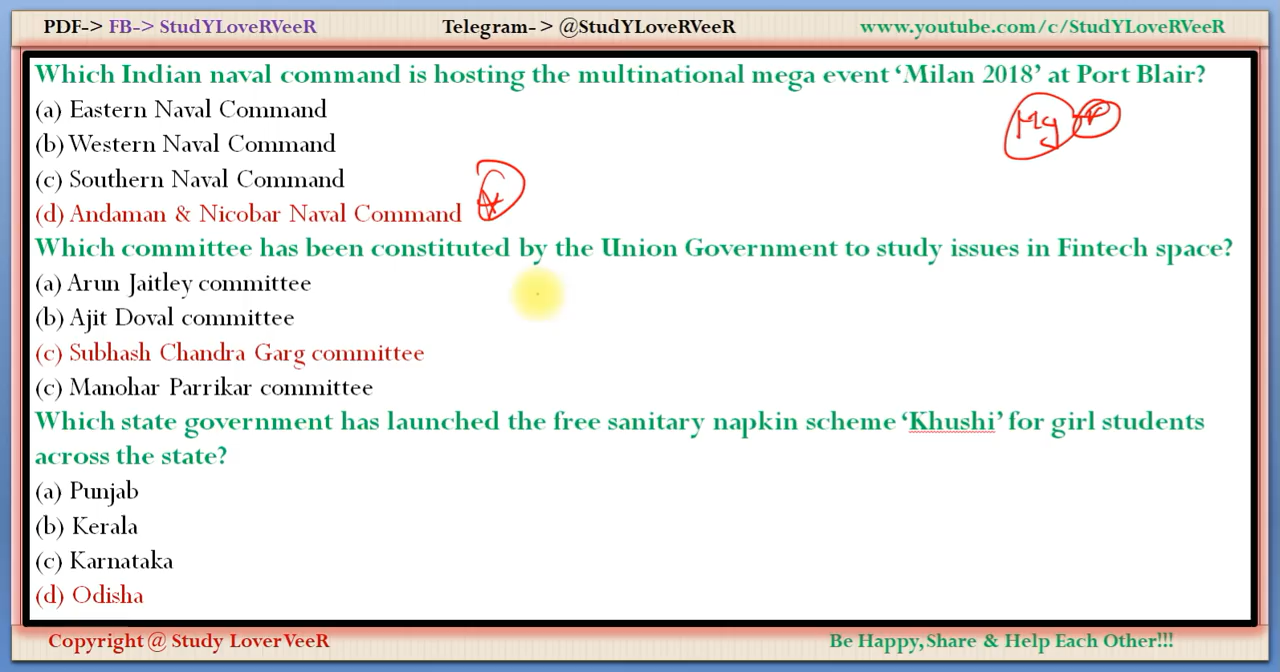 PDF-> FB-> StudYLoveRVeeR Telegram- > @StudYLoveRVeeR www.youtube.com/c/StudYLoveRVeeR
Which Indian naval command is hosting the multinational mega event ‘Milan 2018’ at Port Blair?
(a) Eastern Naval Command
(b) Western Naval Command
(c) Southern Naval Command
(d) Andaman & Nicobar Naval Command
Which committee has been constituted by the Union Government to study issues in Fintech space?
(a) Arun Jaitley committee
(b) Ajit Doval committee
(c) Subhash Chandra Garg committee
(c) Manohar Parrikar committee
Which state government has launched the free sanitary napkin scheme ‘Khushi’ for girl students
across the state?
(a) Punjab
(b) Kerala
(c) Karnataka
(d) Odisha
Copyright @ Study LoverVeeR Be Happy,Share & Help Each Other!!!